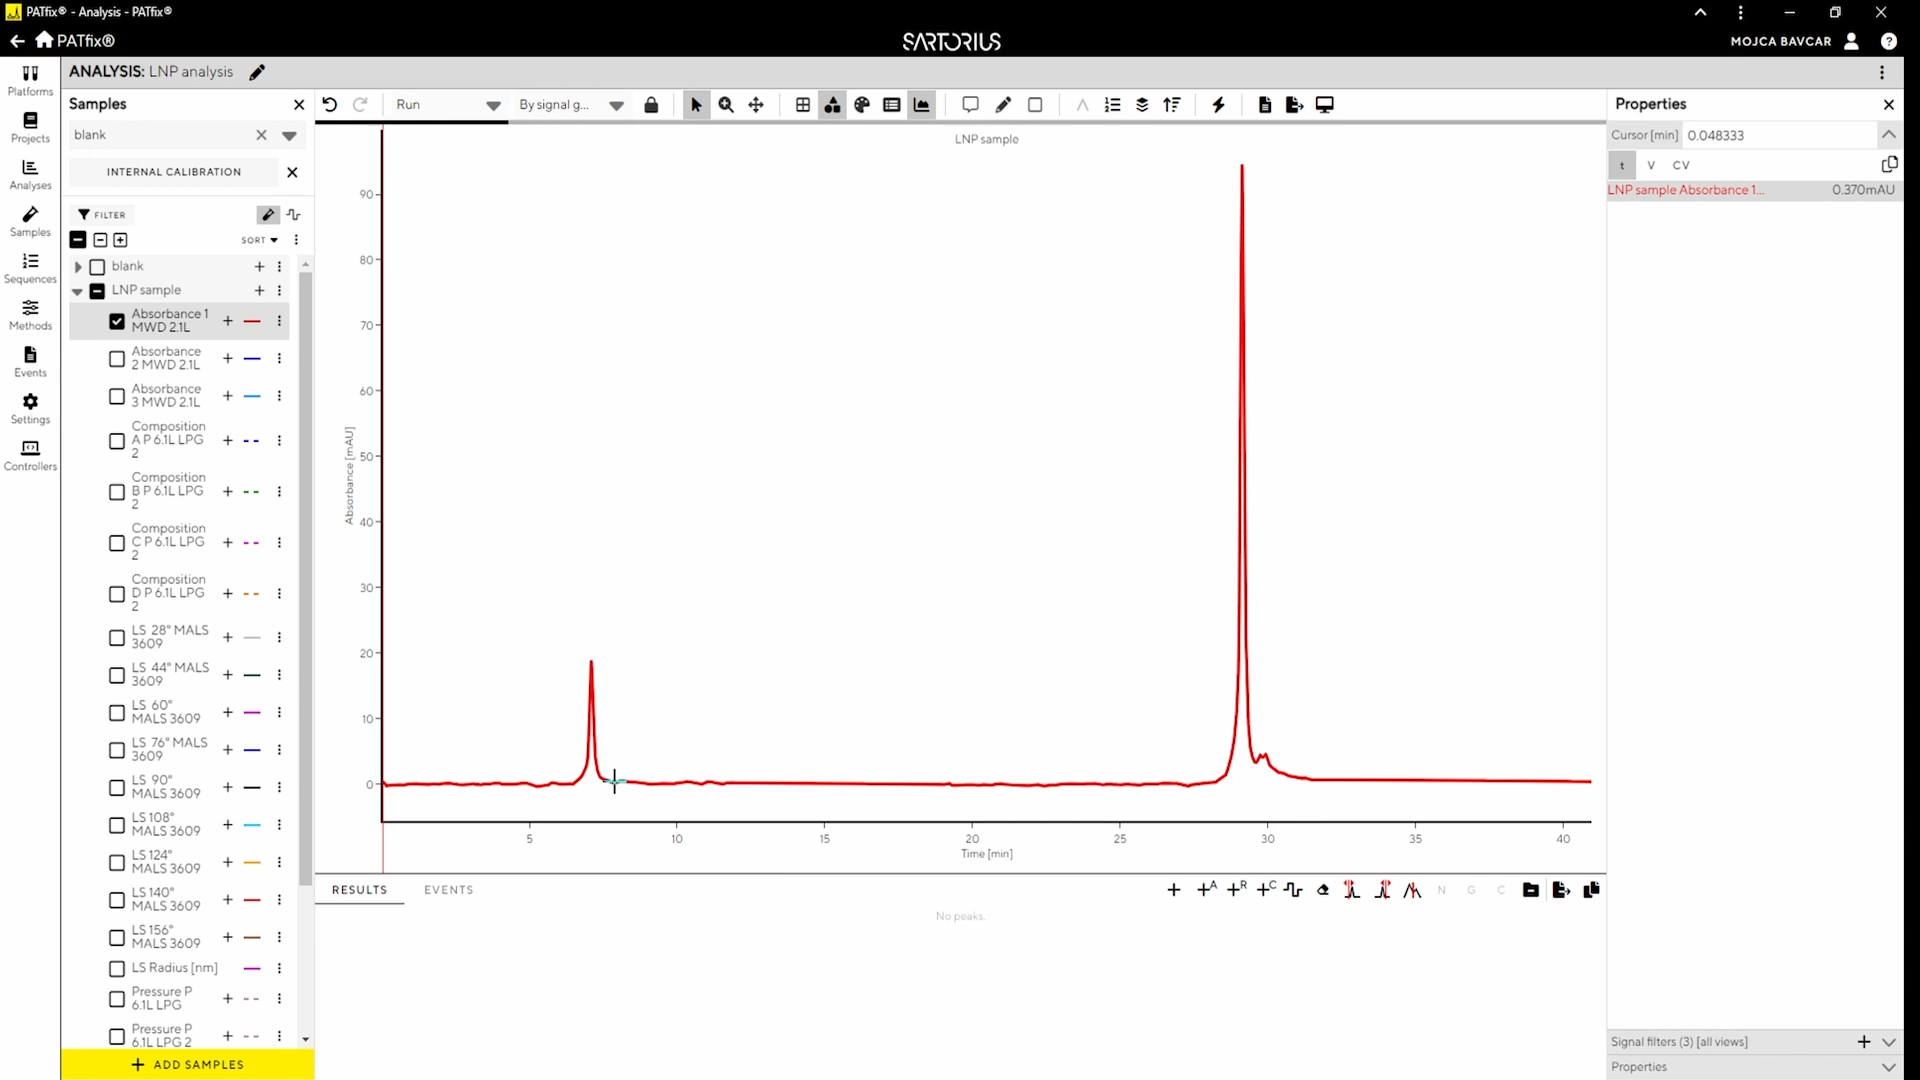 PATfix® - Analysis - PATfix®
PATfix®
SARTORIUS
MOJCA BAVCAR
Platforms
Projects
Analyses
Samples
Sequences
Methods
Events
Settings
Controllers
ANALYSIS: LNP analysis
Samples
blank
INTERNAL CALIBRATION
FILTER
SORT
blank
LNP sample
Absorbance 1
MWD 2.1L
Absorbance
2 MWD 2.1L
Absorbance
3 MWD 2.1L
Composition
A P 6.1L LPG
2
Composition
B P 6.1L LPG
2
Composition
C P 6.1L LPG
2
Composition
D P 6.1L LPG
2
LS 28° MALS
3609
LS 44° MALS
3609
LS 60°
MALS 3609
LS 76° MALS
3609
LS 90°
MALS 3609
LS 108°
MALS 3609
LS 124°
MALS 3609
LS 140°
MALS 3609
LS 156°
MALS 3609
LS Radius [nm]
Pressure P
6.1L LPG
Pressure P
6.1L LPG 2
+ ADD SAMPLES
Run
By signal g...
LNP sample
Absorbance [mAU]
90
80
70
60
50
40
30
20
10
0
5 10 15 20 25 30 35 40
Time [min]
RESULTS EVENTS
+ +A +R +C N G C
No peaks.
Properties
Cursor [min] 0.048333
t V CV
LNP sample Absorbance 1... 0.370mAU
Signal filters (3) [all views]
Properties